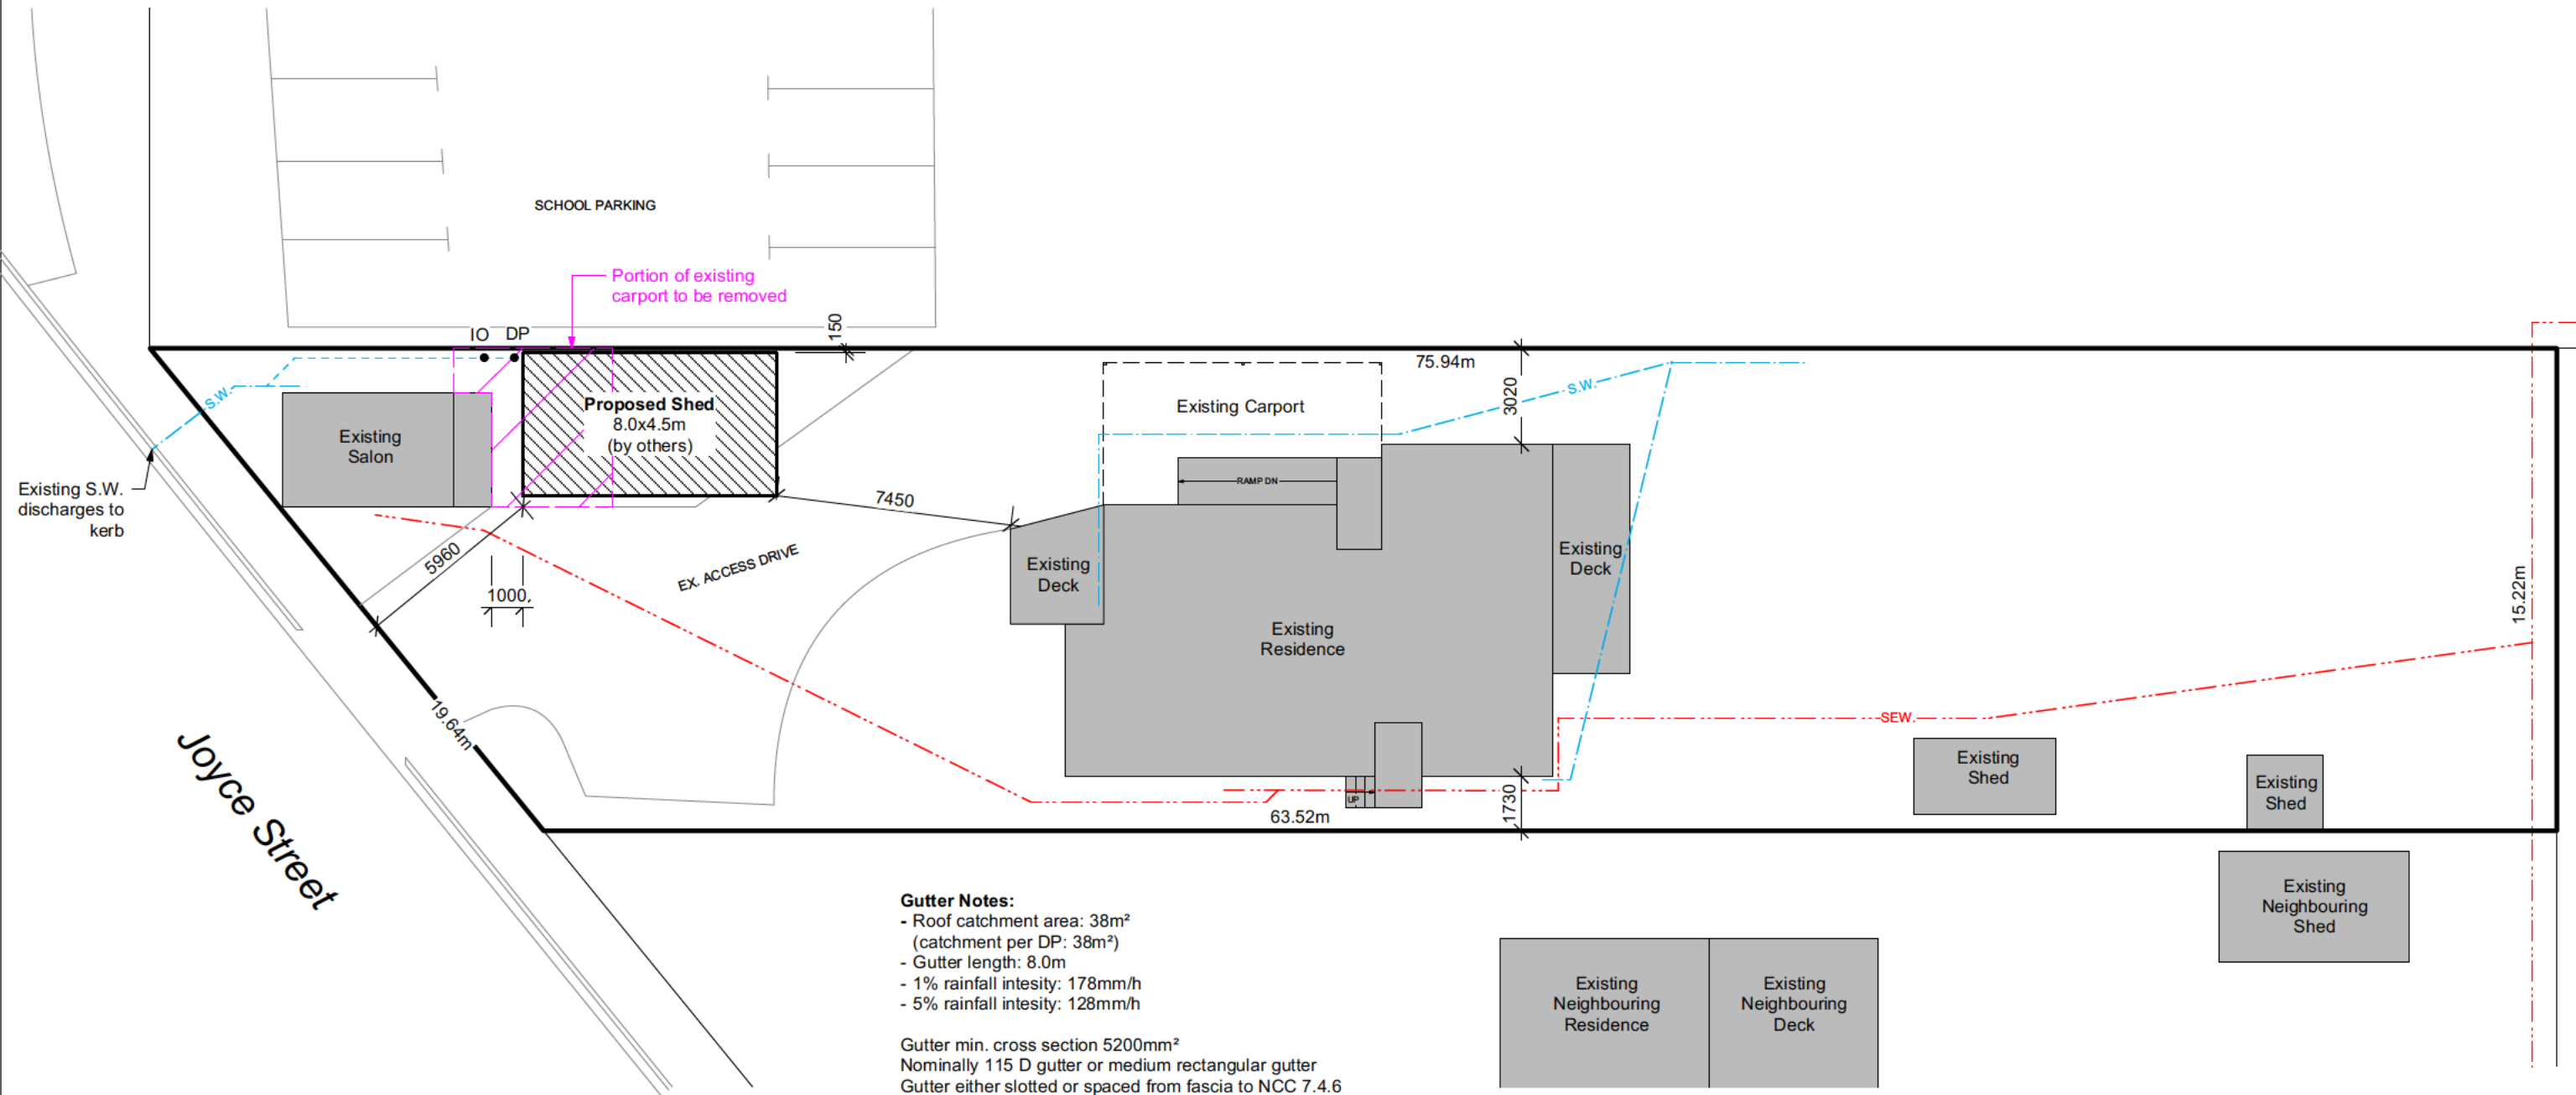 SCHOOL PARKING
Portion of existing
carport to be removed
IO
DP
150
75.94m
3020
S.W.
S.W.
Proposed Shed
8.0x4.5m
(by others)
Existing Carport
Existing
Salon
RAMP DN
Existing S.W.
discharges to
kerb
7450
5960
EX. ACCESS DRIVE
1000
Existing
Deck
Existing
Deck
Existing
Residence
15.22m
19.64m
SEW.
Joyce Street
Existing
Shed
Existing
Shed
UP
1730
63.52m
Gutter Notes:
- Roof catchment area: 38m²
(catchment per DP: 38m²)
- Gutter length: 8.0m
- 1% rainfall intesity: 178mm/h
- 5% rainfall intesity: 128mm/h
Gutter min. cross section 5200mm²
Nominally 115 D gutter or medium rectangular gutter
Gutter either slotted or spaced from fascia to NCC 7.4.6
Existing
Neighbouring
Shed
Existing
Neighbouring
Residence
Existing
Neighbouring
Deck